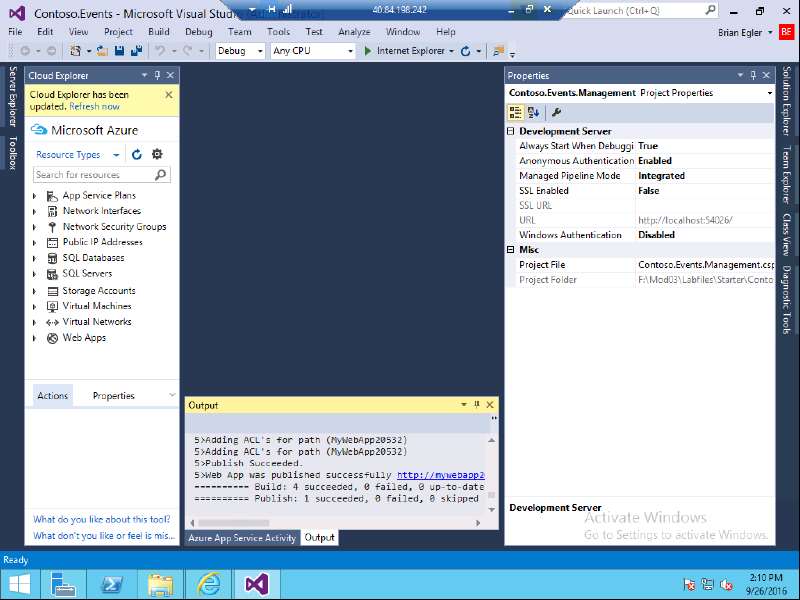 Contoso.Events - Microsoft Visual Stud
40.84.198.242
Quick Launch (Ctrl+Q)
File Edit View Project Build Debug Team Tools Test Analyze Window Help
Brian Egler
BE
Debug Any CPU Internet Explorer
Server Explorer
Toolbox
Cloud Explorer
Cloud Explorer has been
updated. Refresh now
Microsoft Azure
Resource Types
Search for resources
App Service Plans
Network Interfaces
Network Security Groups
Public IP Addresses
SQL Databases
SQL Servers
Storage Accounts
Virtual Machines
Virtual Networks
Web Apps
Actions Properties
What do you like about this tool?
What don't you like or feel is mis...
Output
5>Adding ACL's for path (MyWebApp20532)
5>Adding ACL's for path (MyWebApp20532)
5>Publish Succeeded.
5>Web App was published successfully http://mywebapp2
========== Build: 4 succeeded, 0 failed, 0 up-to-date
========== Publish: 1 succeeded, 0 failed, 0 skipped
Azure App Service Activity Output
Properties
Contoso.Events.Management Project Properties
Development Server
Always Start When Debuggi True
Anonymous Authentication Enabled
Managed Pipeline Mode Integrated
SSL Enabled False
SSL URL
URL http://localhost:54026/
Windows Authentication Disabled
Misc
Project File Contoso.Events.Management.csp
Project Folder F:\Mod03\Labfiles\Starter\Conto
Development Server
Activate Windows
Go to Settings to activate Windows.
Solution Explorer
Team Explorer
Class View
Diagnostic Tools
Ready
2:10 PM
9/26/2016